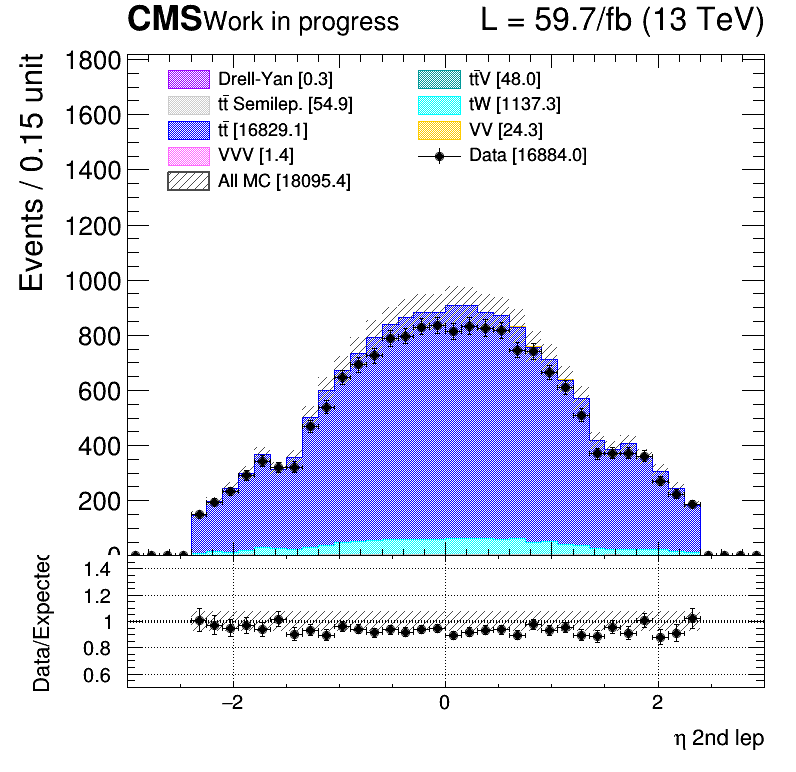 CMS Work in progress L = 59.7/fb (13 TeV)
Events / 0.15 unit
1800
1600
1400
1200
1000
800
600
400
200
0
Drell-Yan [0.3]
tt̄ Semilep. [54.9]
tt̄ [16829.1]
VVV [1.4]
All MC [18095.4]
tt̄V [48.0]
tW [1137.3]
VV [24.3]
Data [16884.0]
Data/Expected
1.4
1.2
1
0.8
0.6
−2 0 2
η 2nd lep